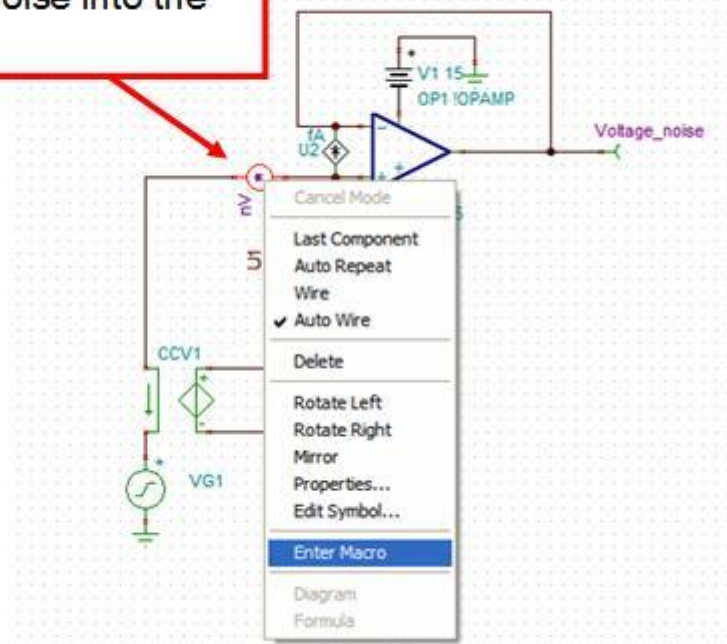 oise into the
V1 15
OP1 !OPAMP
Voltage_noise
fA
U2
nV
U1
Cancel Mode
Last Component
Auto Repeat
Wire
Auto Wire
Delete
Rotate Left
Rotate Right
Mirror
Properties...
Edit Symbol...
Enter Macro
Diagram
Formula
CCV1
VG1